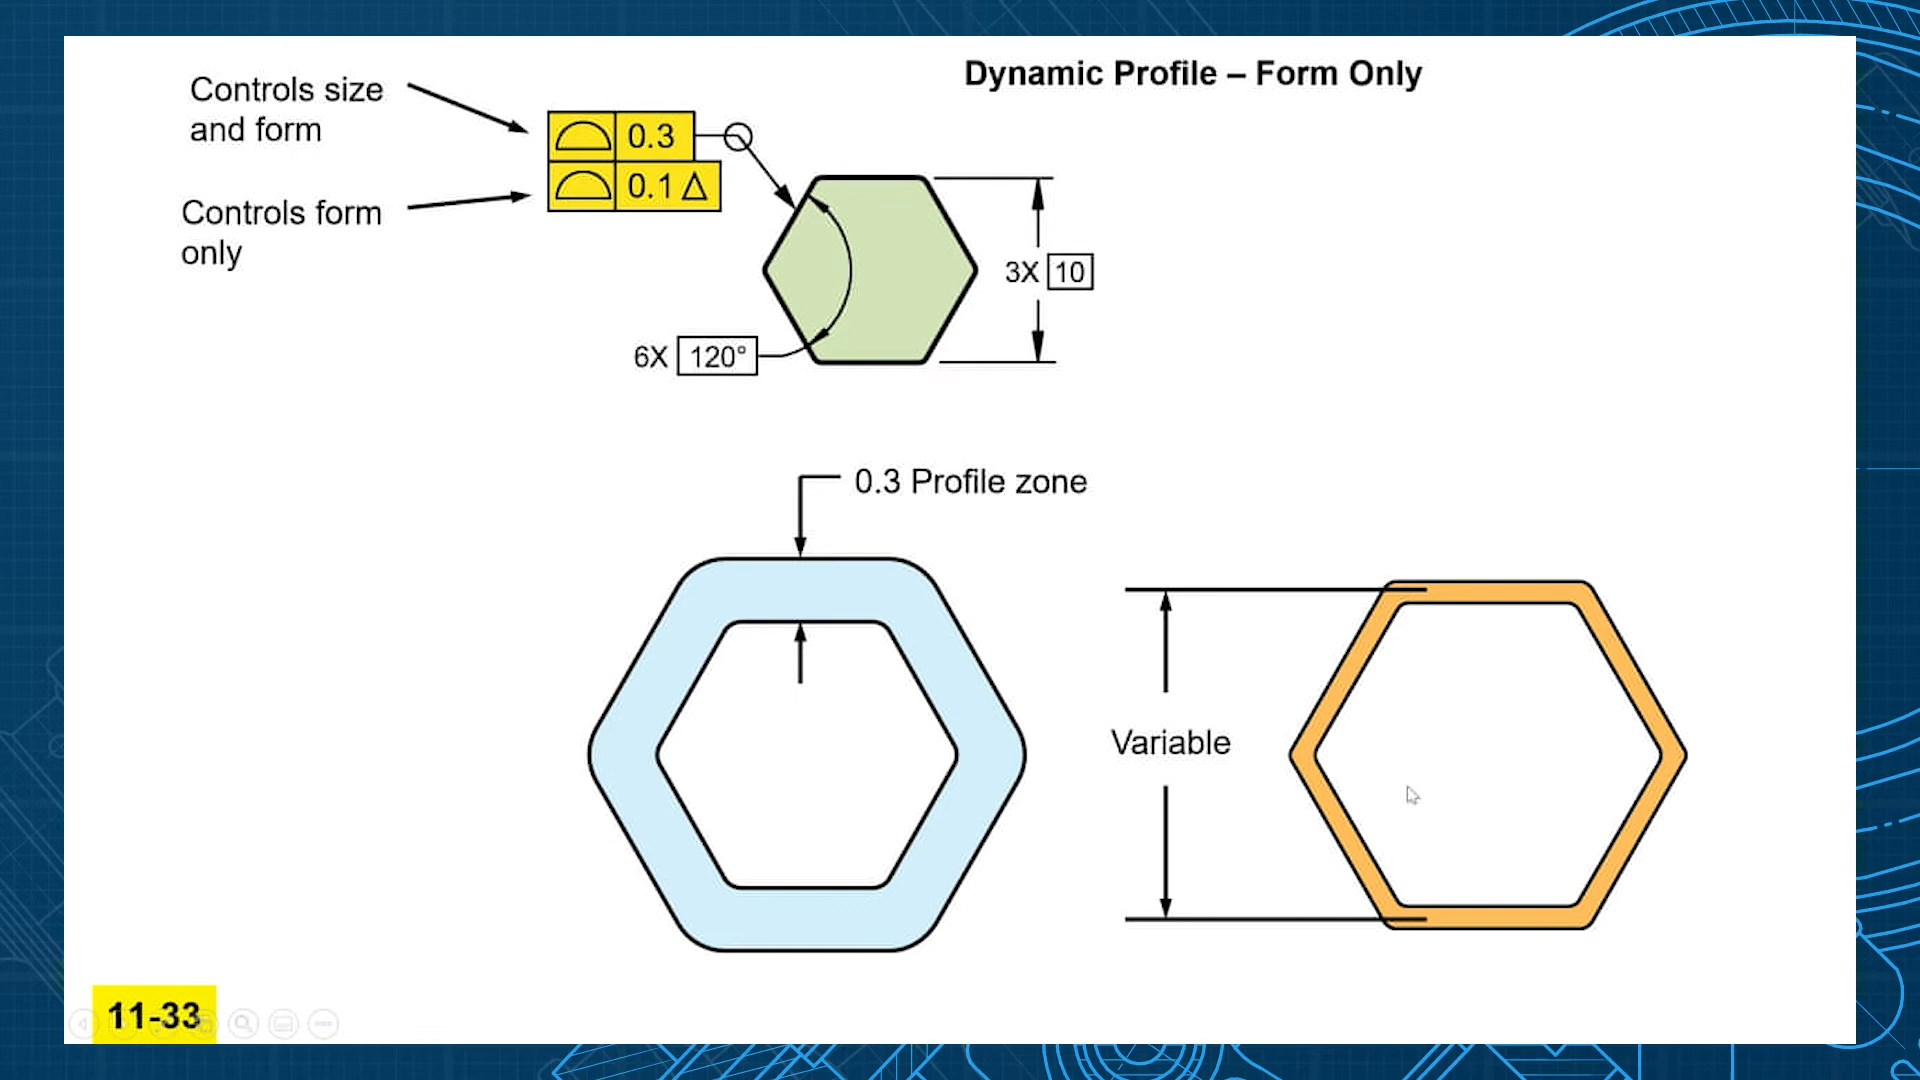 Dynamic Profile – Form Only
Controls size
and form
0.3
0.1 △
Controls form
only
3X 10
6X 120°
0.3 Profile zone
Variable
11-33